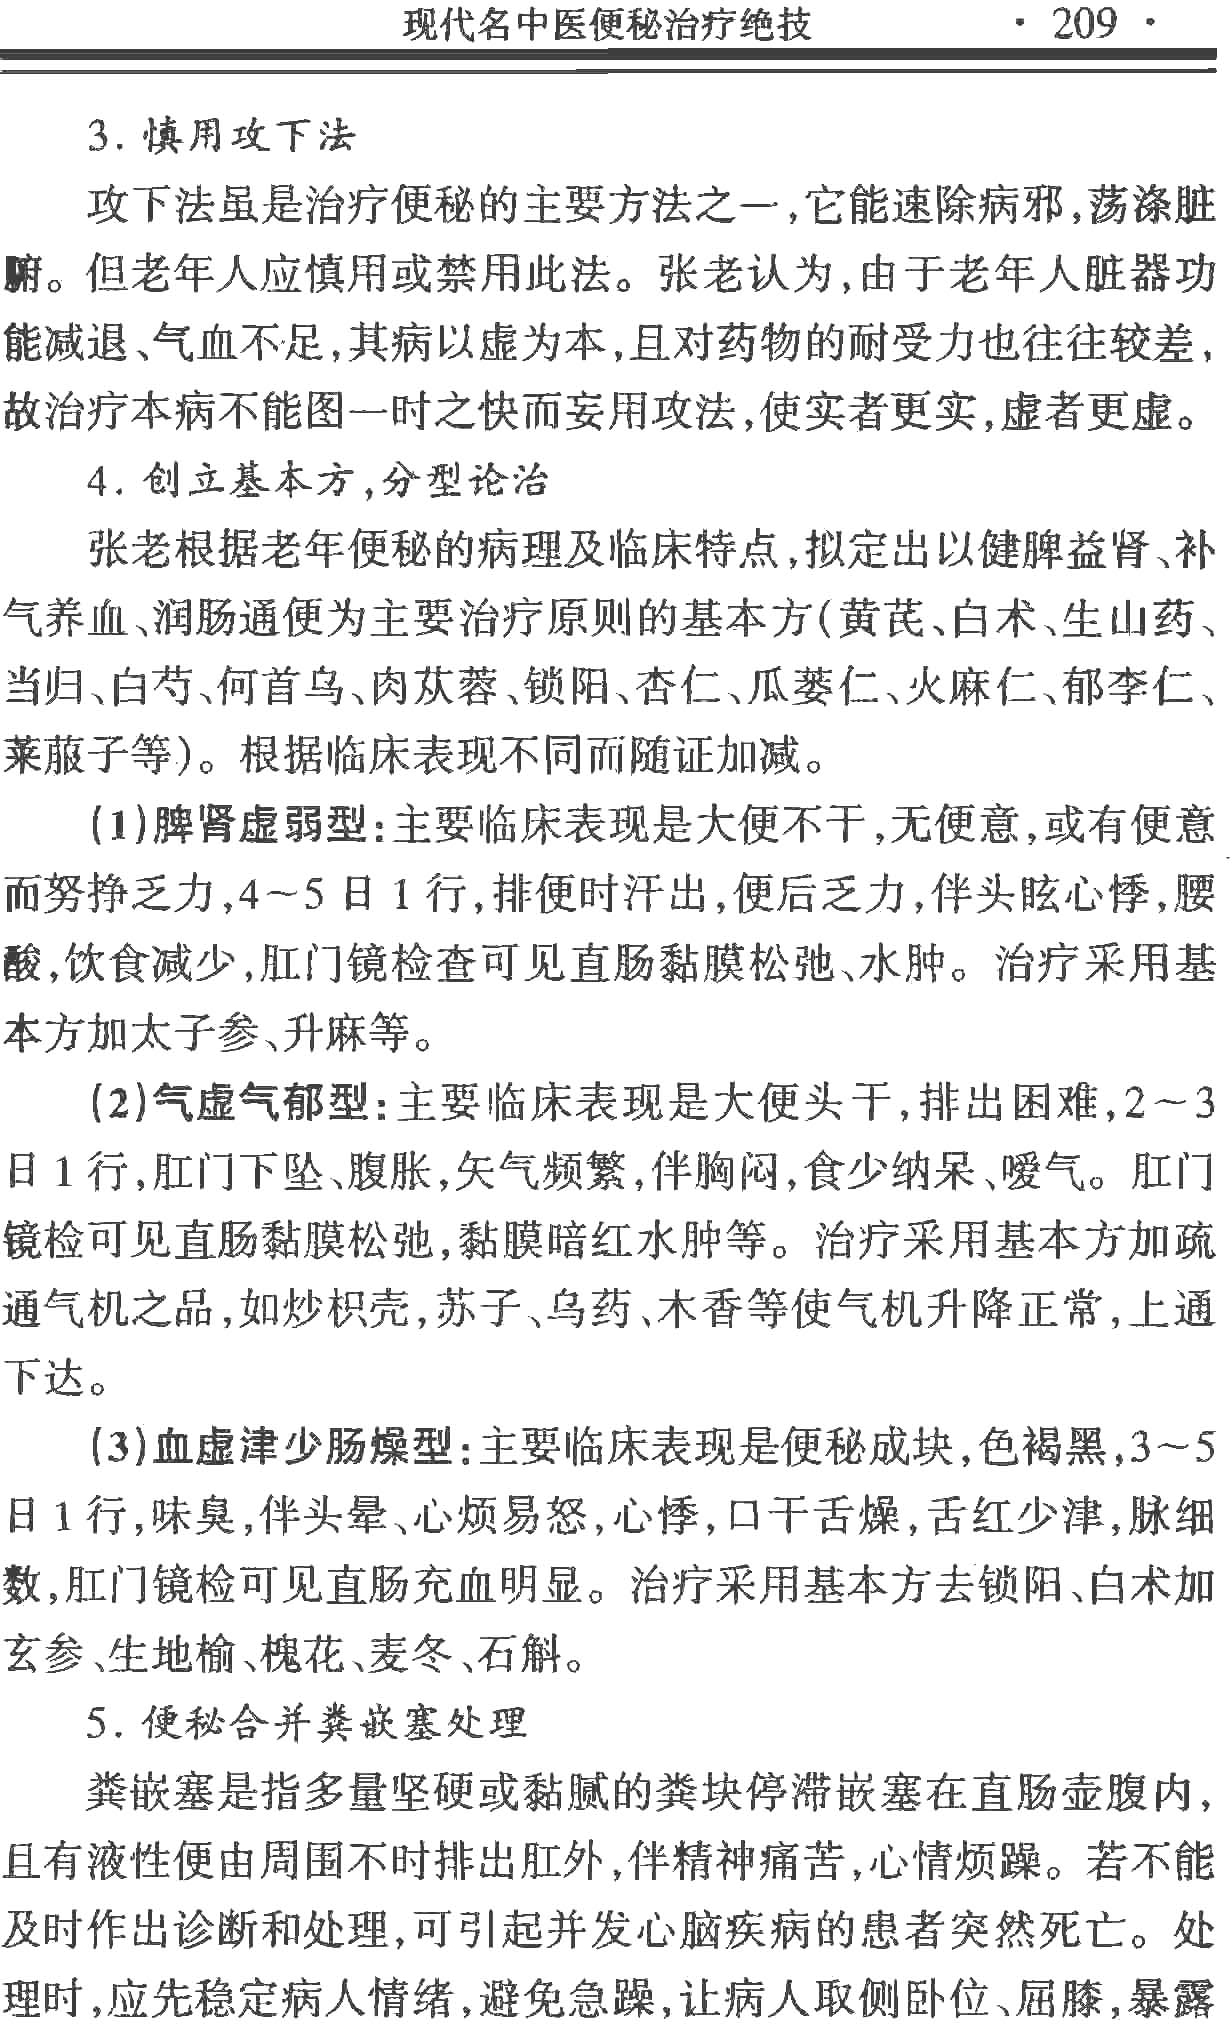 现代名中医便秘治疗绝技 · 209 ·
3. 慎用攻下法
攻下法虽是治疗便秘的主要方法之一,它能速除病邪,荡涤脏
腑。但老年人应慎用或禁用此法。张老认为,由于老年人脏器功
能减退、气血不足,其病以虚为本,且对药物的耐受力也往往较差,
故治疗本病不能图一时之快而妄用攻法,使实者更实,虚者更虚。
4. 创立基本方,分型论治
张老根据老年便秘的病理及临床特点,拟定出以健脾益肾、补
气养血、润肠通便为主要治疗原则的基本方(黄芪、白术、生山药、
当归、白芍、何首乌、肉苁蓉、锁阳、杏仁、瓜蒌仁、火麻仁、郁李仁、
莱菔子等)。根据临床表现不同而随证加减。
(1)脾肾虚弱型:主要临床表现是大便不干,无便意,或有便意
而努挣乏力,4～5 日 1 行,排便时汗出,便后乏力,伴头眩心悸,腰
酸,饮食减少,肛门镜检查可见直肠黏膜松弛、水肿。治疗采用基
本方加太子参、升麻等。
(2)气虚气郁型:主要临床表现是大便头干,排出困难,2～3
日 1 行,肛门下坠、腹胀,矢气频繁,伴胸闷,食少纳呆、嗳气。肛门
镜检可见直肠黏膜松弛,黏膜暗红水肿等。治疗采用基本方加疏
通气机之品,如炒枳壳,苏子、乌药、木香等使气机升降正常,上通
下达。
(3)血虚津少肠燥型:主要临床表现是便秘成块,色褐黑,3～5
日 1 行,味臭,伴头晕、心烦易怒,心悸,口干舌燥,舌红少津,脉细
数,肛门镜检可见直肠充血明显。治疗采用基本方去锁阳、白术加
玄参、生地榆、槐花、麦冬、石斛。
5. 便秘合并粪嵌塞处理
粪嵌塞是指多量坚硬或黏腻的粪块停滞嵌塞在直肠壶腹内,
且有液性便由周围不时排出肛外,伴精神痛苦,心情烦躁。若不能
及时作出诊断和处理,可引起并发心脑疾病的患者突然死亡。处
理时,应先稳定病人情绪,避免急躁,让病人取侧卧位、屈膝,暴露